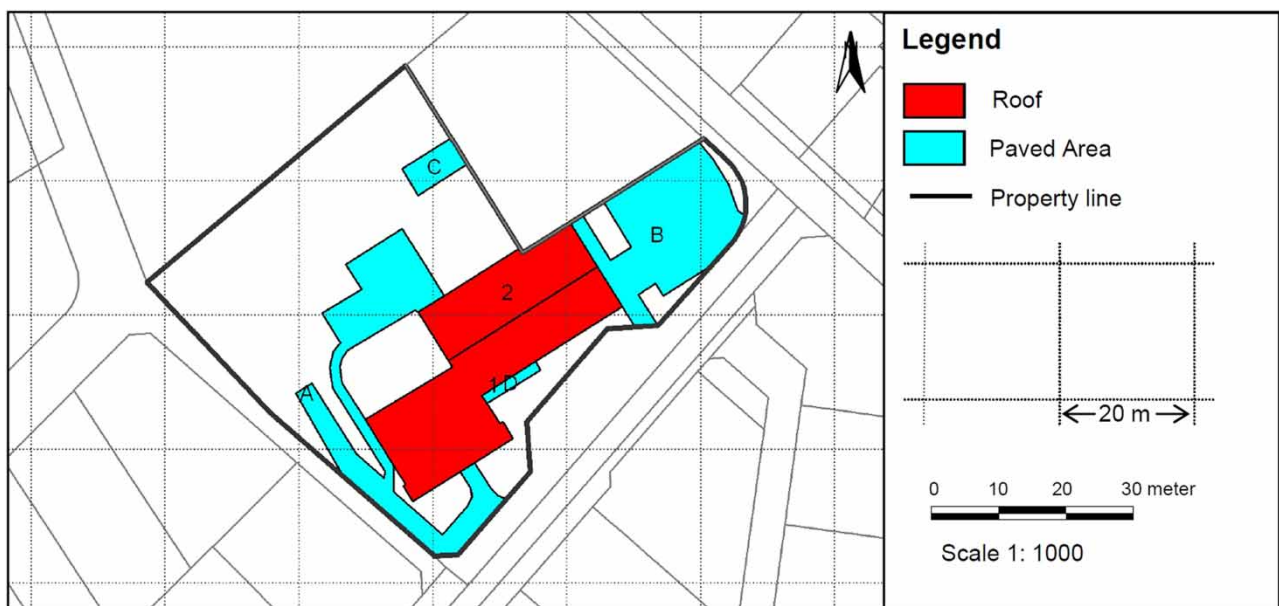 C
B
2
1 D
A
Legend
Roof
Paved Area
Property line
20 m
0 10 20 30 meter
Scale 1: 1000